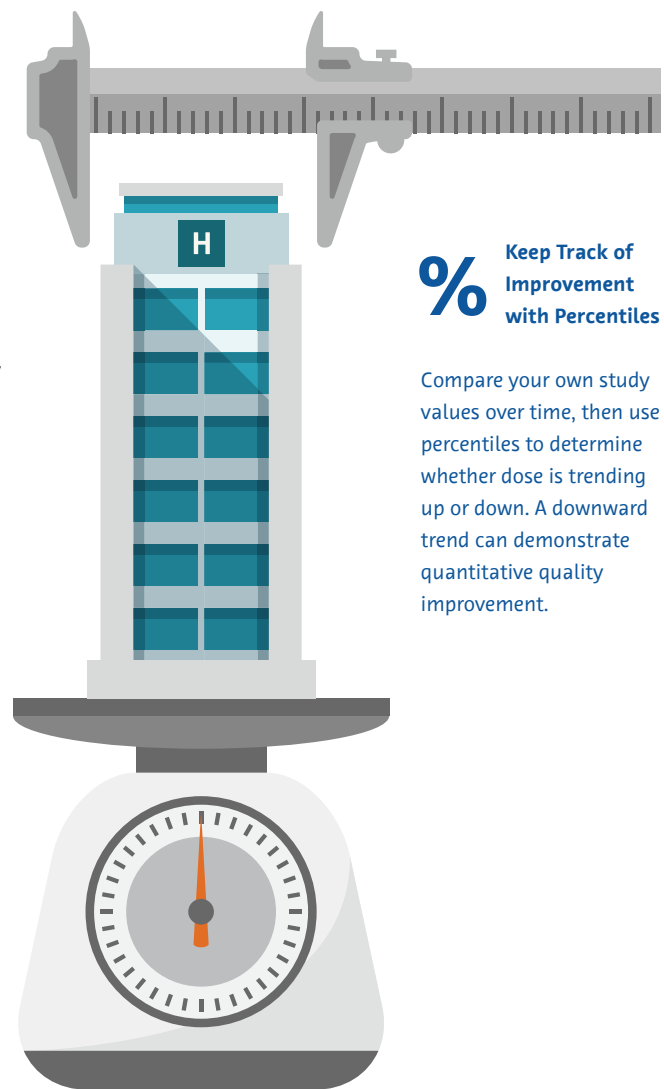 H
%
Keep Track of
Improvement
with Percentiles
Compare your own study
values over time, then use
percentiles to determine
whether dose is trending
up or down. A downward
trend can demonstrate
quantitative quality
improvement.